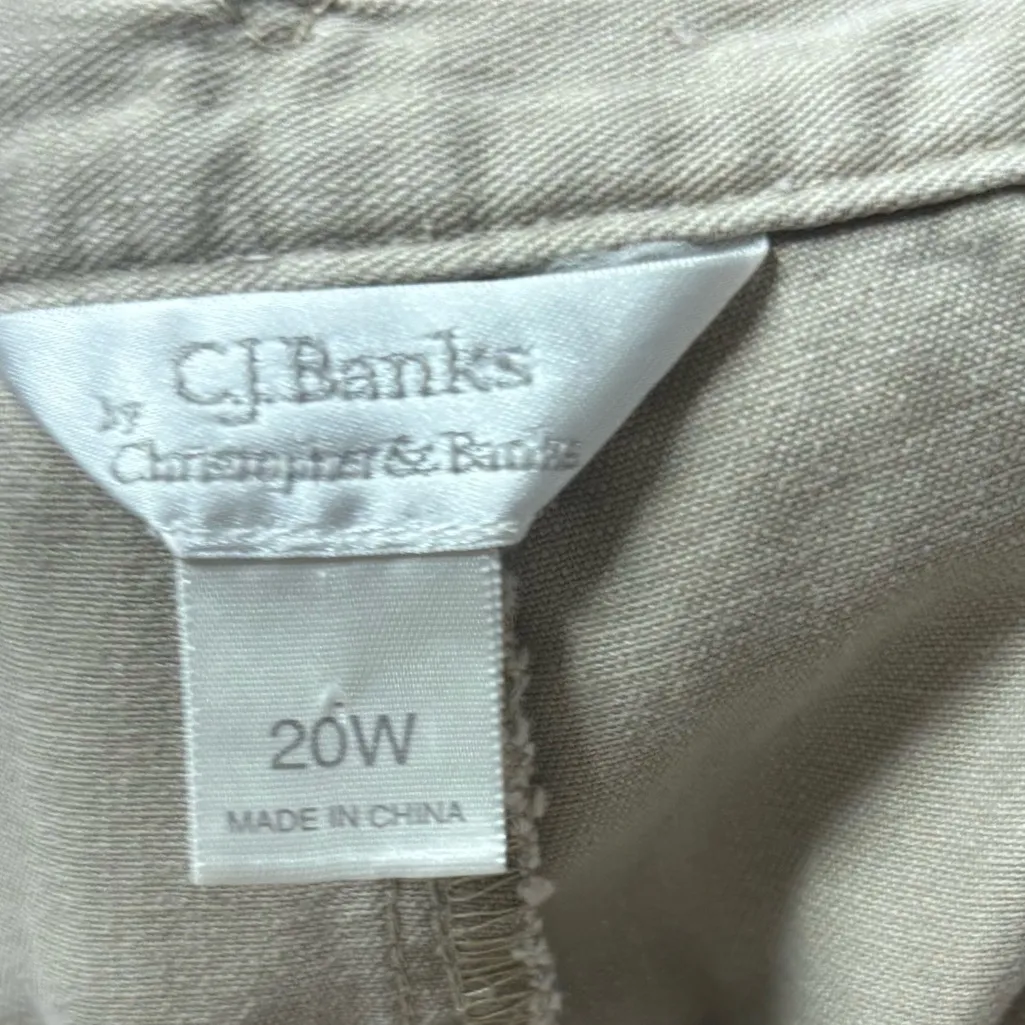 C.J. Banks
by
Christopher & Banks
20W
MADE IN CHINA